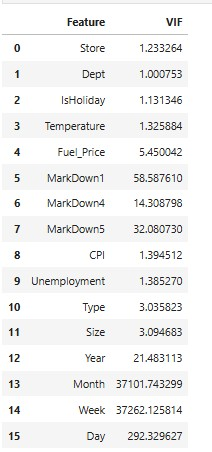 Feature VIF
0 Store 1.233264
1 Dept 1.000753
2 IsHoliday 1.131346
3 Temperature 1.325884
4 Fuel_Price 5.450042
5 MarkDown1 58.587610
6 MarkDown4 14.308798
7 MarkDown5 32.080730
8 CPI 1.394512
9 Unemployment 1.385270
10 Type 3.035823
11 Size 3.094683
12 Year 21.483113
13 Month 37101.743299
14 Week 37262.125814
15 Day 292.329627